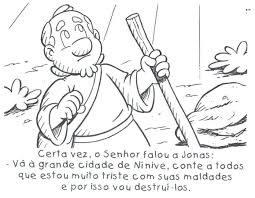 Certa vez, o Senhor falou a Jonas:
- Vá à grande cidade de Nínive, conte a todos
que estou muito triste com suas maldades
e por isso vou destruí-los.